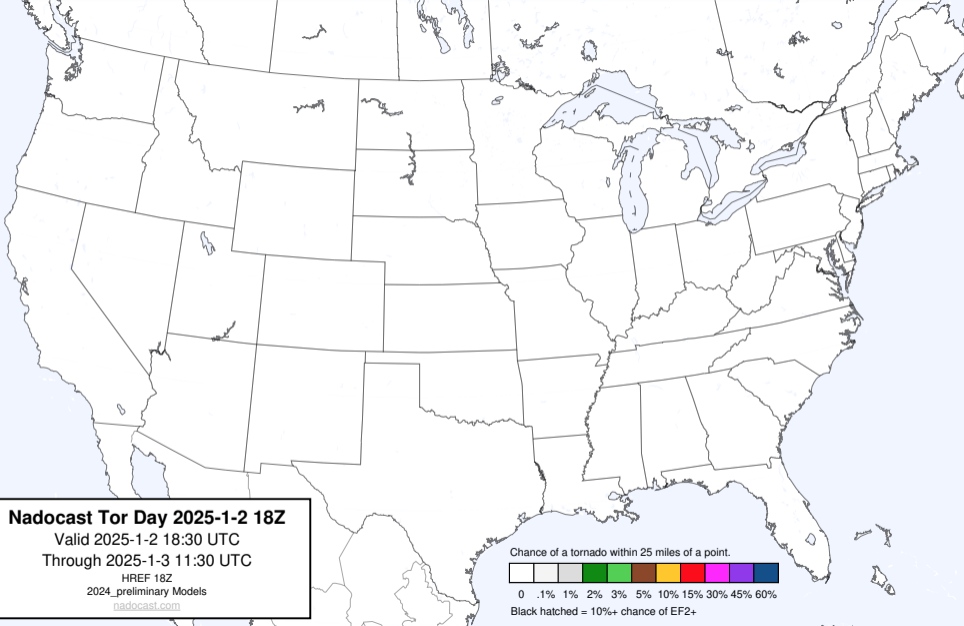 Nadocast Tor Day 2025-1-2 18Z
Valid 2025-1-2 18:30 UTC
Through 2025-1-3 11:30 UTC
HREF 18Z
2024_preliminary Models
nadocast.com
Chance of a tornado within 25 miles of a point.
0 .1% 1% 2% 3% 5% 10% 15% 30% 45% 60%
Black hatched = 10%+ chance of EF2+